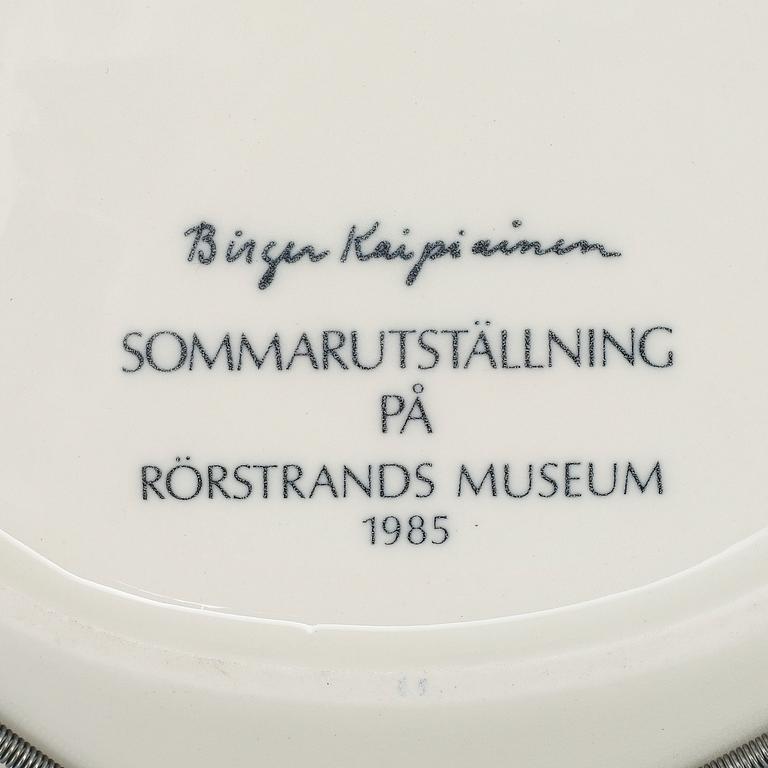 Birger Kaipiainen
SOMMARUTSTÄLLNING
PÅ
RÖRSTRANDS MUSEUM
1985